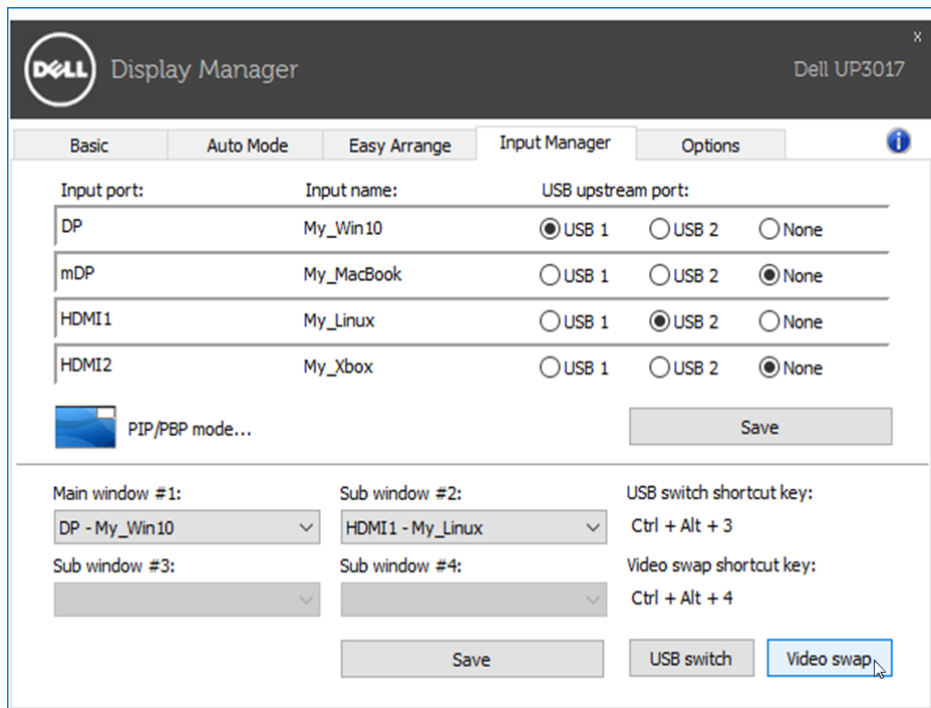 DELL Display Manager Dell UP3017 x
Basic Auto Mode Easy Arrange Input Manager Options i
Input port: Input name: USB upstream port:
DP My_Win10 USB 1 USB 2 None
mDP My_MacBook USB 1 USB 2 None
HDMI1 My_Linux USB 1 USB 2 None
HDMI2 My_Xbox USB 1 USB 2 None
PIP/PBP mode... Save
Main window #1: Sub window #2: USB switch shortcut key:
DP - My_Win10 HDMI1 - My_Linux Ctrl + Alt + 3
Sub window #3: Sub window #4: Video swap shortcut key:
Ctrl + Alt + 4
Save USB switch Video swap